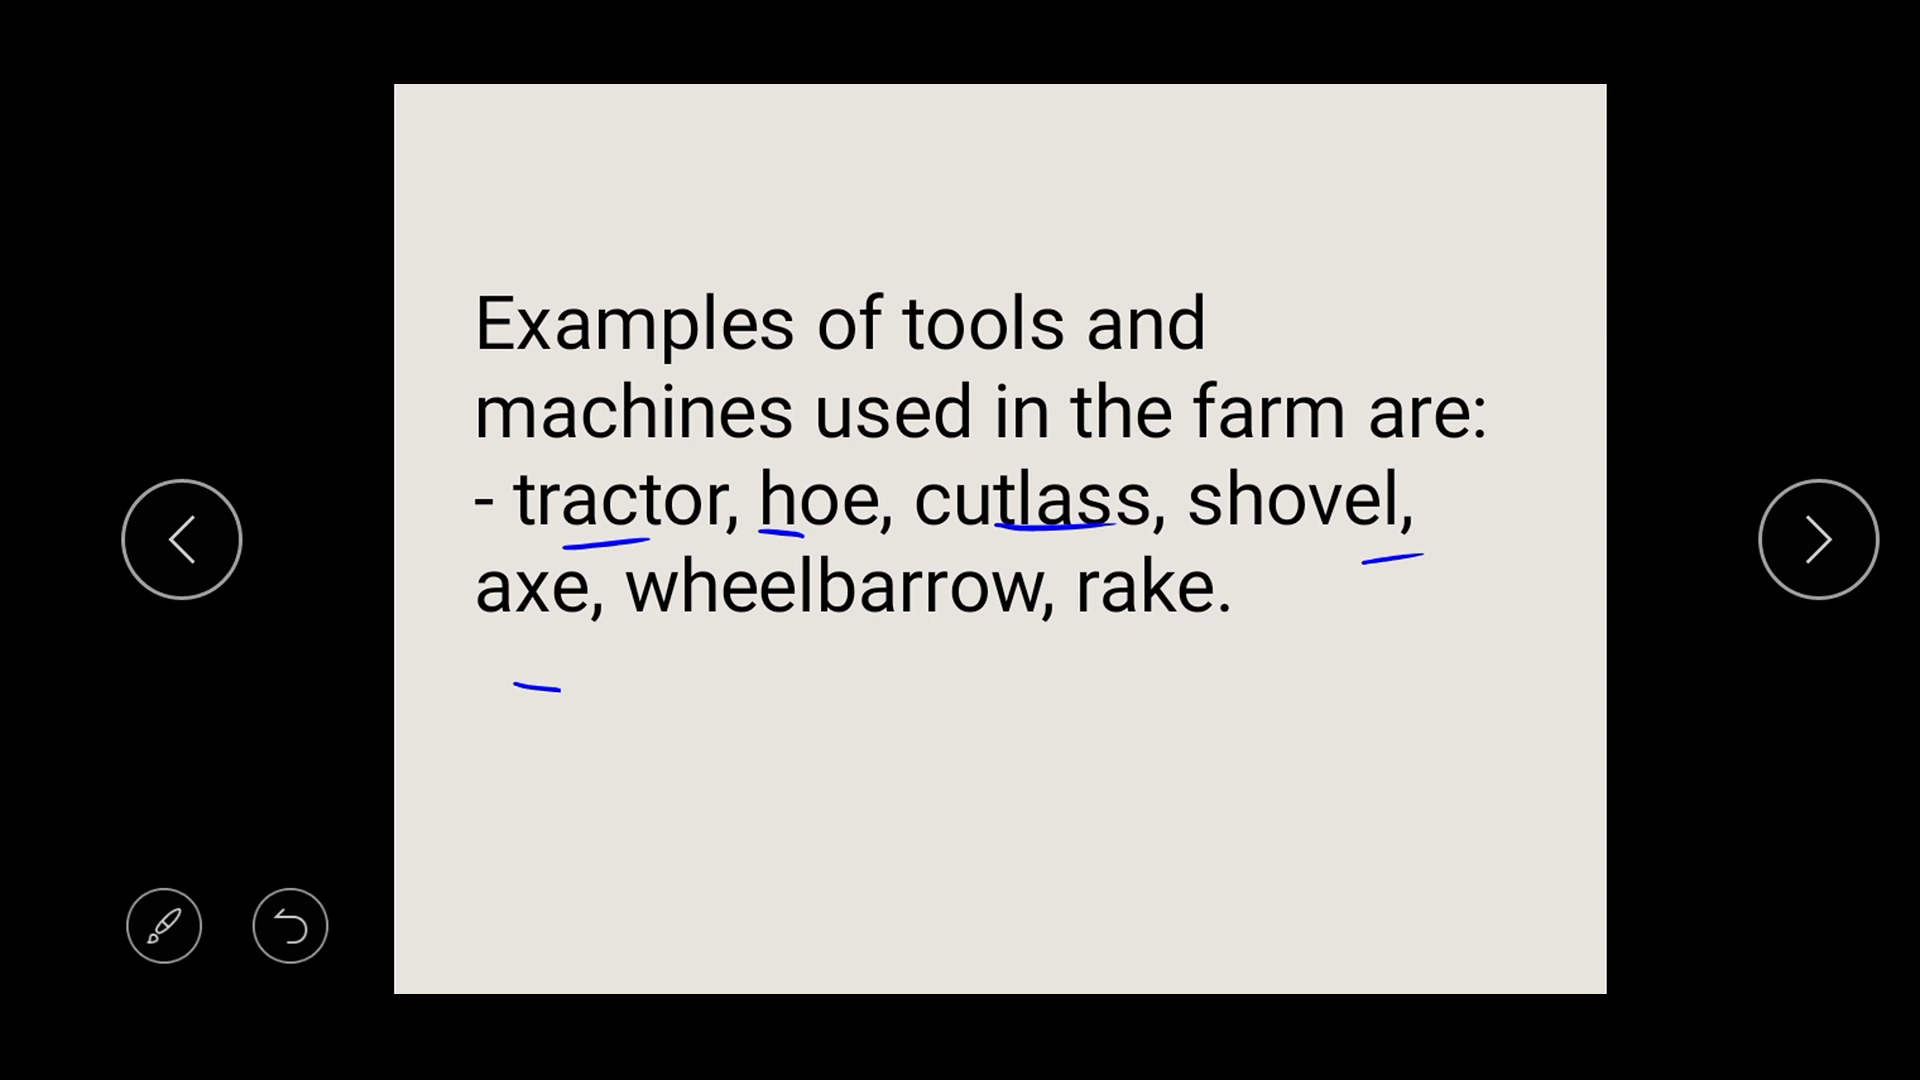 Examples of tools and
machines used in the farm are:
- tractor, hoe, cutlass, shovel,
axe, wheelbarrow, rake.